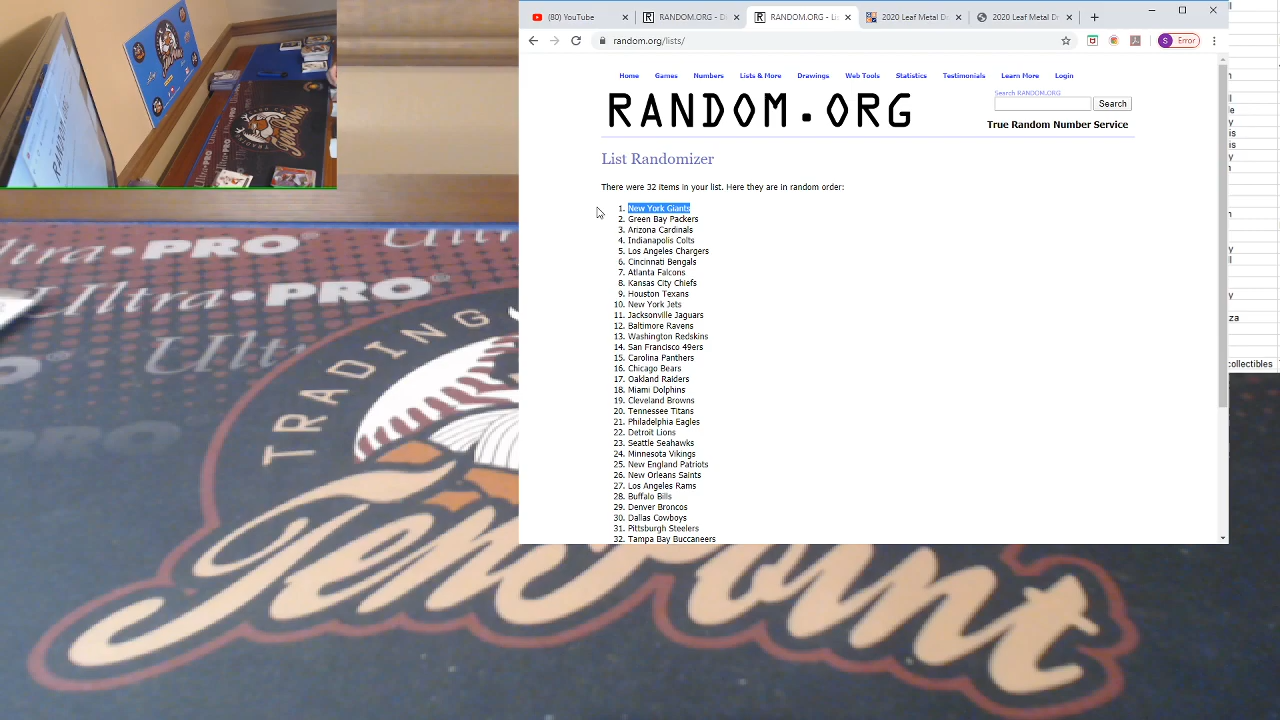 (80) YouTube
RANDOM.ORG - D
RANDOM.ORG - Li
2020 Leaf Metal Dr
2020 Leaf Metal Dr
random.org/lists/
Error
Home Games Numbers Lists & More Drawings Web Tools Statistics Testimonials Learn More Login
RANDOM.ORG
Search RANDOM.ORG
Search
True Random Number Service
List Randomizer
There were 32 items in your list. Here they are in random order:
1. New York Giants
2. Green Bay Packers
3. Arizona Cardinals
4. Indianapolis Colts
5. Los Angeles Chargers
6. Cincinnati Bengals
7. Atlanta Falcons
8. Kansas City Chiefs
9. Houston Texans
10. New York Jets
11. Jacksonville Jaguars
12. Baltimore Ravens
13. Washington Redskins
14. San Francisco 49ers
15. Carolina Panthers
16. Chicago Bears
17. Oakland Raiders
18. Miami Dolphins
19. Cleveland Browns
20. Tennessee Titans
21. Philadelphia Eagles
22. Detroit Lions
23. Seattle Seahawks
24. Minnesota Vikings
25. New England Patriots
26. New Orleans Saints
27. Los Angeles Rams
28. Buffalo Bills
29. Denver Broncos
30. Dallas Cowboys
31. Pittsburgh Steelers
32. Tampa Bay Buccaneers
ollectibles
Ultra•PRO
Ultra•PRO
Ultra
PRO
TRADING
TenPoint